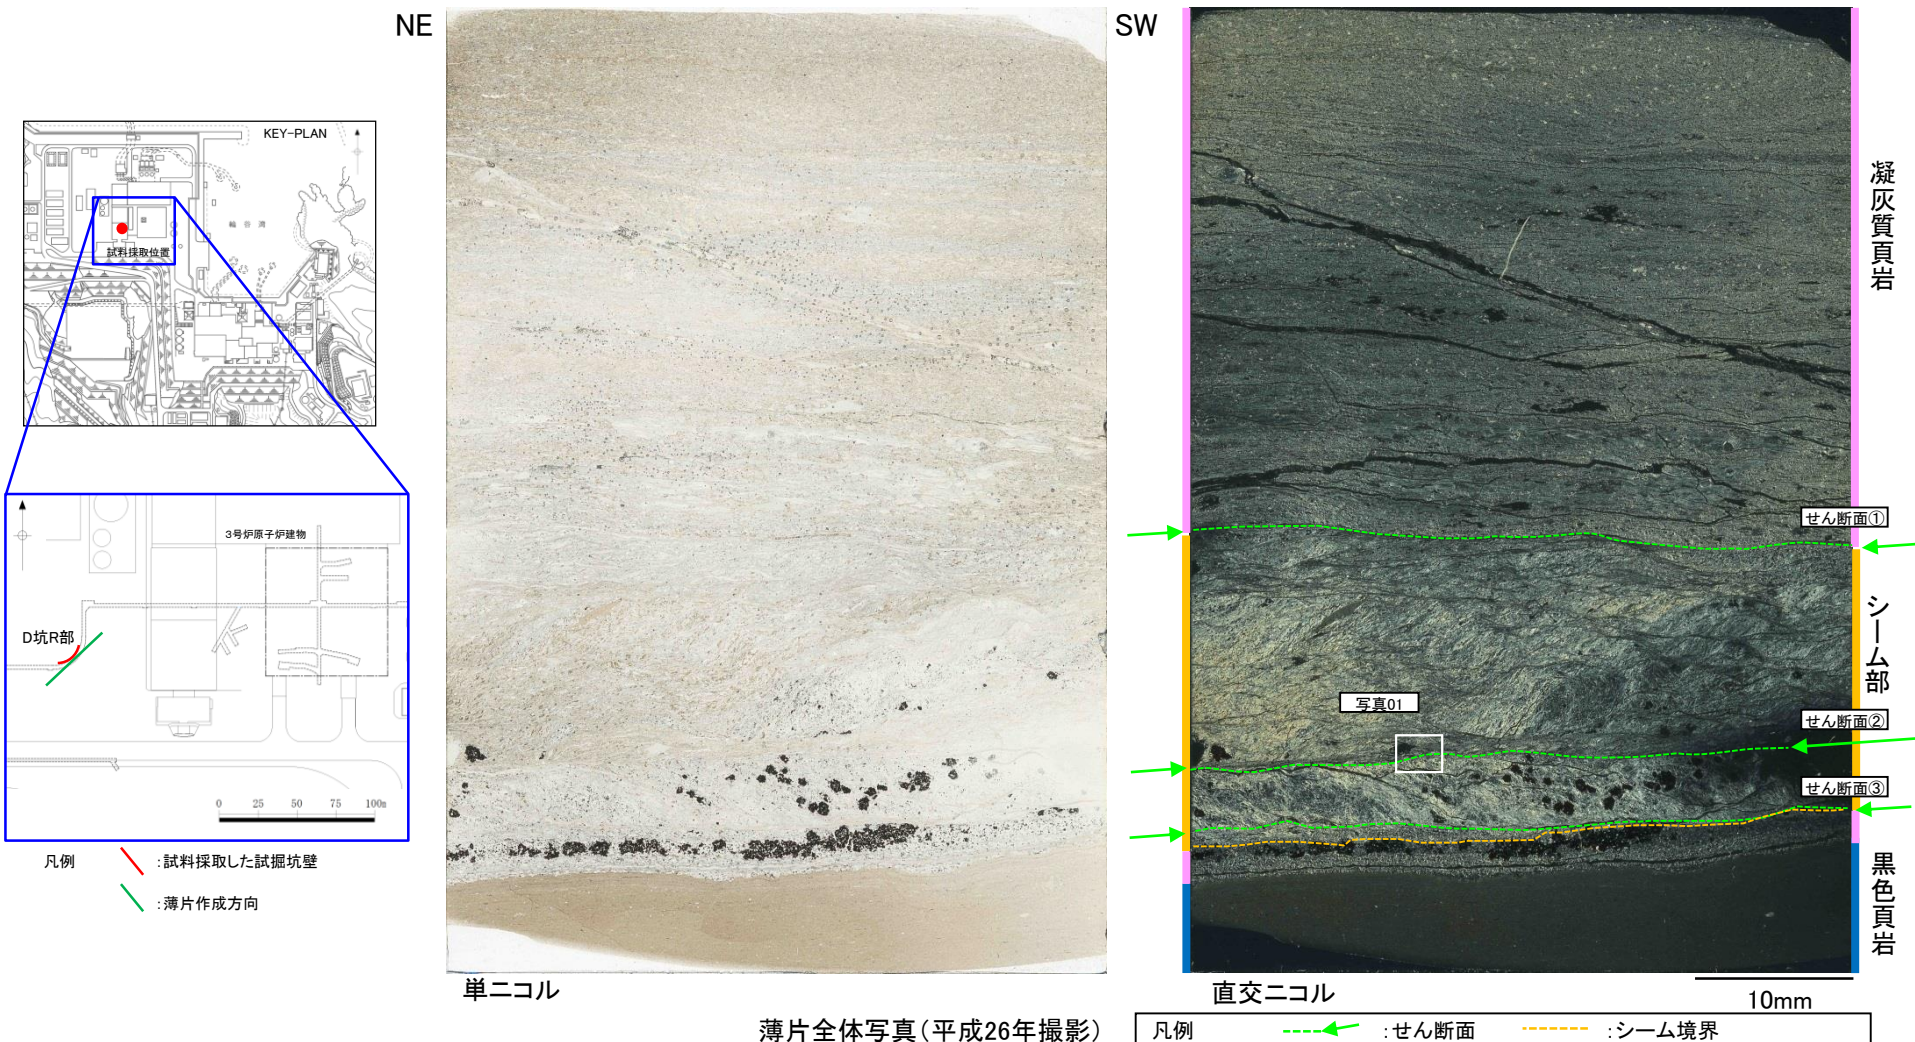 NE
SW
KEY-PLAN
輪谷湾
試料採取位置
3号炉原子炉建物
D坑R部
0 25 50 75 100m
凡例
:試料採取した試掘坑壁
:薄片作成方向
せん断面①
写真01
せん断面②
せん断面③
凝灰質頁岩
シーム部
黒色頁岩
単ニコル
直交ニコル
10mm
薄片全体写真(平成26年撮影)
凡例
:せん断面
:シーム境界